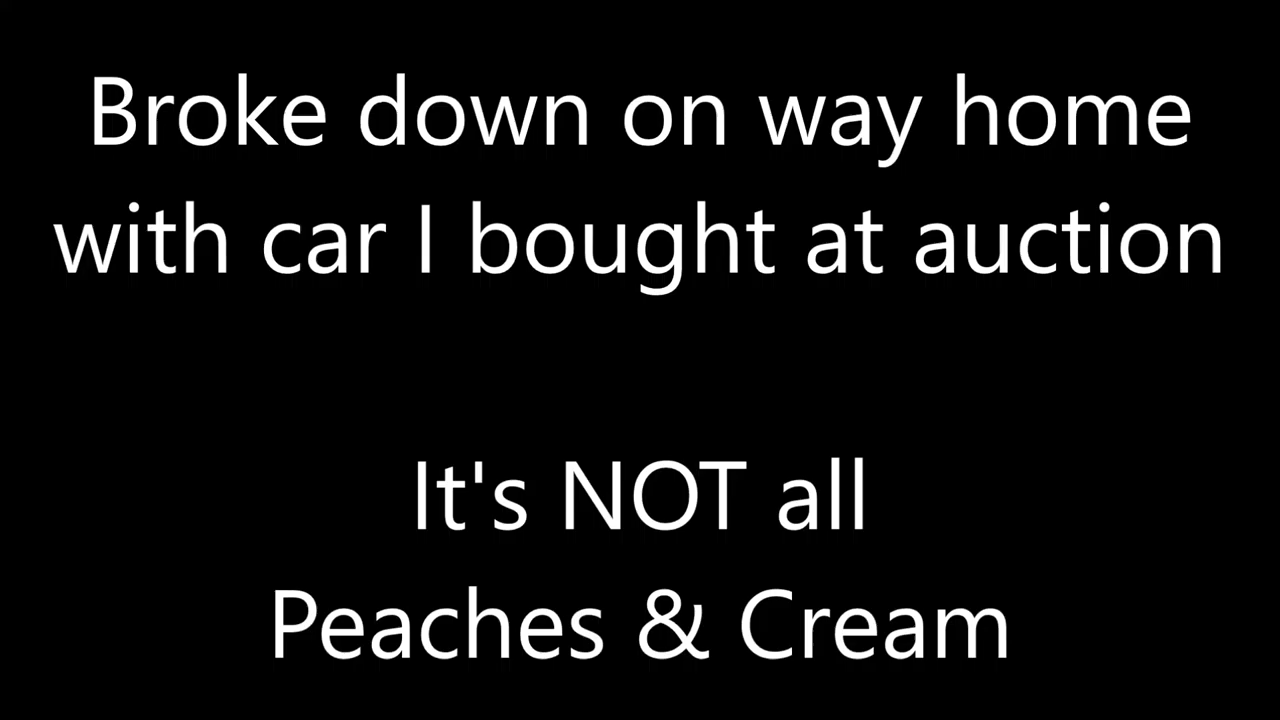 Broke down on way home
with car I bought at auction
It's NOT all
Peaches & Cream